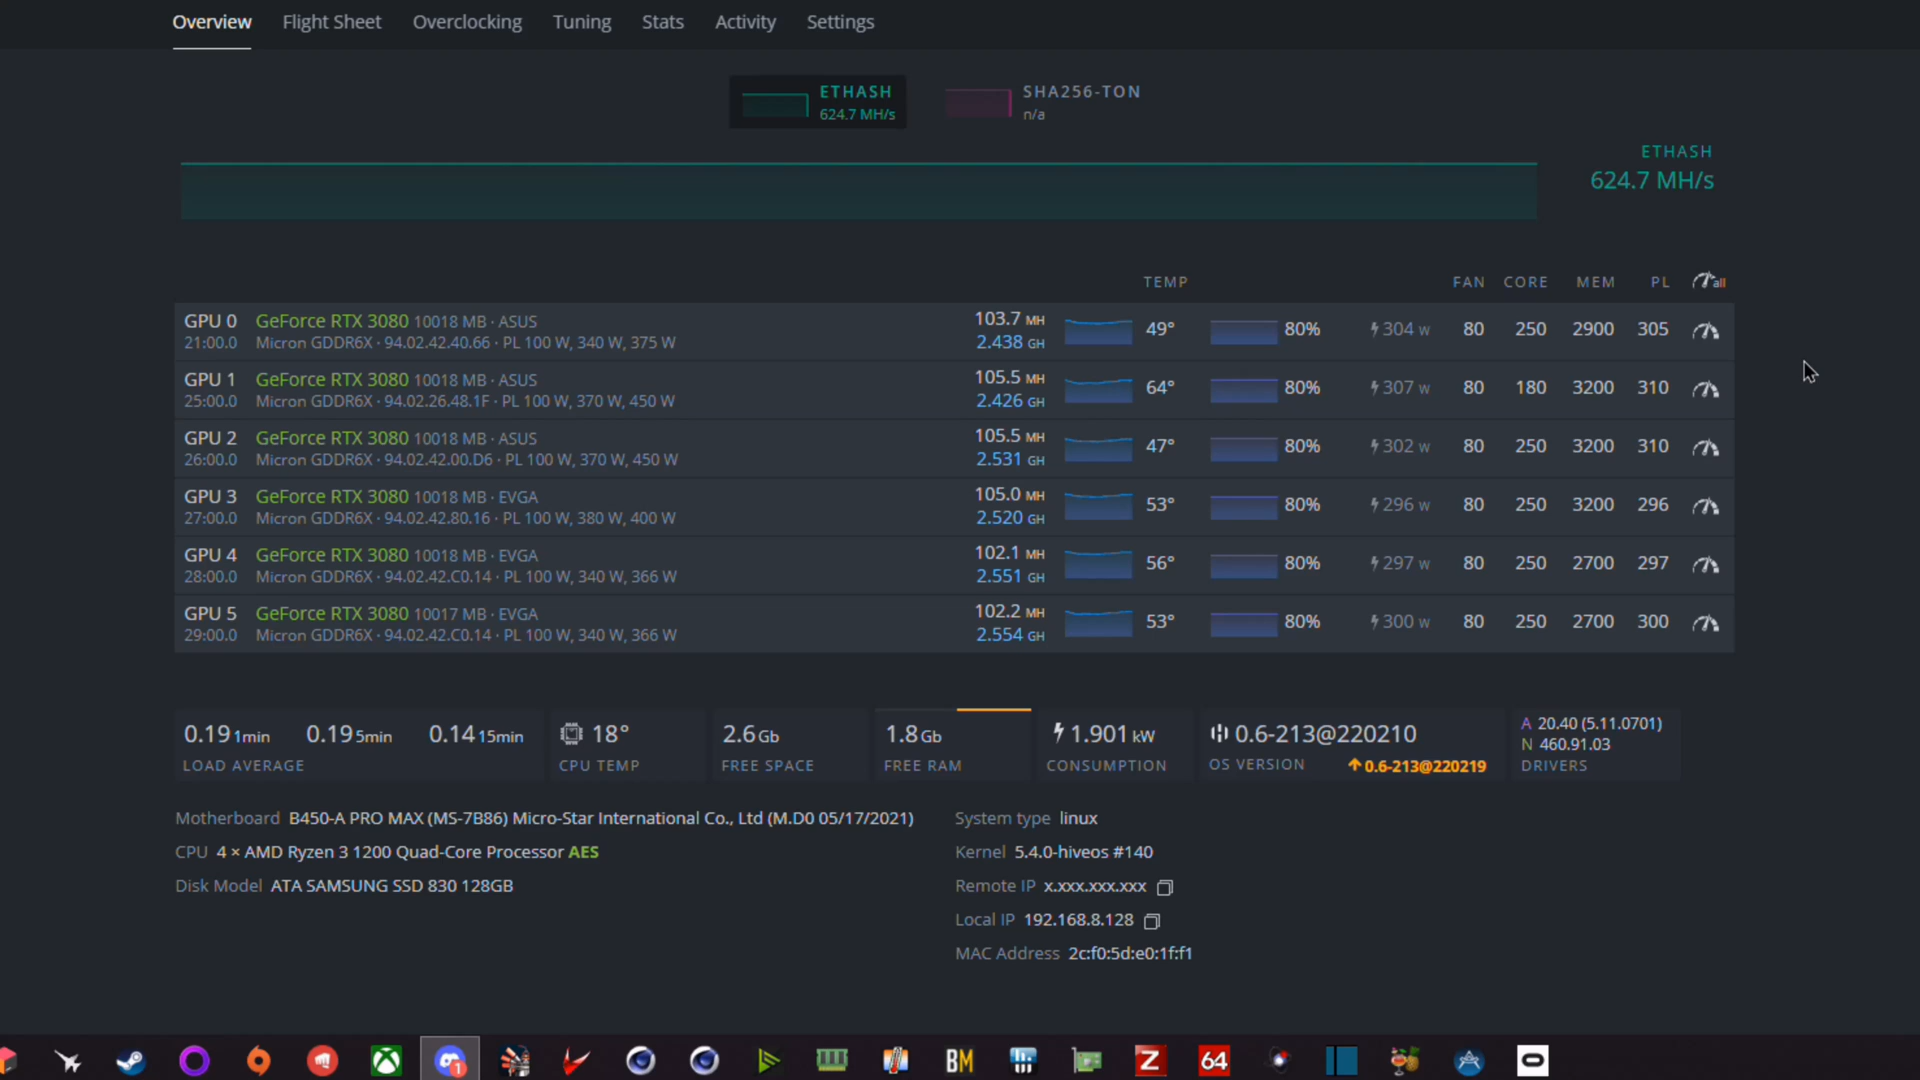 Overview Flight Sheet Overclocking Tuning Stats Activity Settings
ETHASH
624.7 MH/s
SHA256-TON
n/a
ETHASH
624.7 MH/s
TEMP FAN CORE MEM PL all
GPU 0 GeForce RTX 3080 10018 MB · ASUS 103.7 MH 49° 80% 304 W 80 250 2900 305
21:00.0 Micron GDDR6X · 94.02.42.40.66 · PL 100 W, 340 W, 375 W 2.438 GH
GPU 1 GeForce RTX 3080 10018 MB · ASUS 105.5 MH 64° 80% 307 W 80 180 3200 310
25:00.0 Micron GDDR6X · 94.02.26.48.1F · PL 100 W, 370 W, 450 W 2.426 GH
GPU 2 GeForce RTX 3080 10018 MB · ASUS 105.5 MH 47° 80% 302 W 80 250 3200 310
26:00.0 Micron GDDR6X · 94.02.42.00.D6 · PL 100 W, 370 W, 450 W 2.531 GH
GPU 3 GeForce RTX 3080 10018 MB · EVGA 105.0 MH 53° 80% 296 W 80 250 3200 296
27:00.0 Micron GDDR6X · 94.02.42.80.16 · PL 100 W, 380 W, 400 W 2.520 GH
GPU 4 GeForce RTX 3080 10018 MB · EVGA 102.1 MH 56° 80% 297 W 80 250 2700 297
28:00.0 Micron GDDR6X · 94.02.42.C0.14 · PL 100 W, 340 W, 366 W 2.551 GH
GPU 5 GeForce RTX 3080 10017 MB · EVGA 102.2 MH 53° 80% 300 W 80 250 2700 300
29:00.0 Micron GDDR6X · 94.02.42.C0.14 · PL 100 W, 340 W, 366 W 2.554 GH
0.19 1min 0.19 5min 0.14 15min
LOAD AVERAGE
18°
CPU TEMP
2.6 Gb
FREE SPACE
1.8 Gb
FREE RAM
1.901 kW
CONSUMPTION
0.6-213@220210
OS VERSION 0.6-213@220219
A 20.40 (5.11.0701)
N 460.91.03
DRIVERS
Motherboard B450-A PRO MAX (MS-7B86) Micro-Star International Co., Ltd (M.D0 05/17/2021)
CPU 4 × AMD Ryzen 3 1200 Quad-Core Processor AES
Disk Model ATA SAMSUNG SSD 830 128GB
System type linux
Kernel 5.4.0-hiveos #140
Remote IP x.xxx.xxx.xxx
Local IP 192.168.8.128
MAC Address 2c:f0:5d:e0:1f:f1
1 BM Z 64